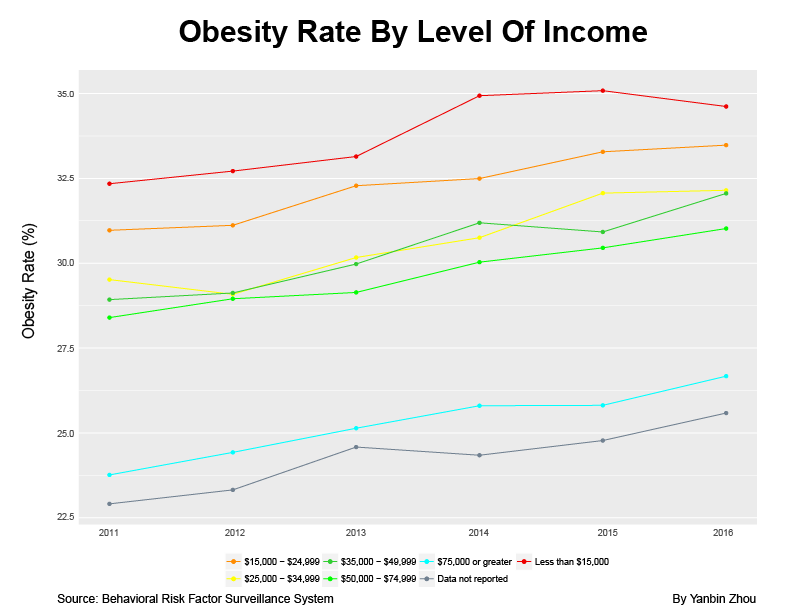 Obesity Rate By Level Of Income
Obesity Rate (%)
35.0
32.5
30.0
27.5
25.0
22.5
2011 2012 2013 2014 2015 2016
$15,000 – $24,999 $35,000 – $49,999 $75,000 or greater Less than $15,000
$25,000 – $34,999 $50,000 – $74,999 Data not reported
Source: Behavioral Risk Factor Surveillance System By Yanbin Zhou